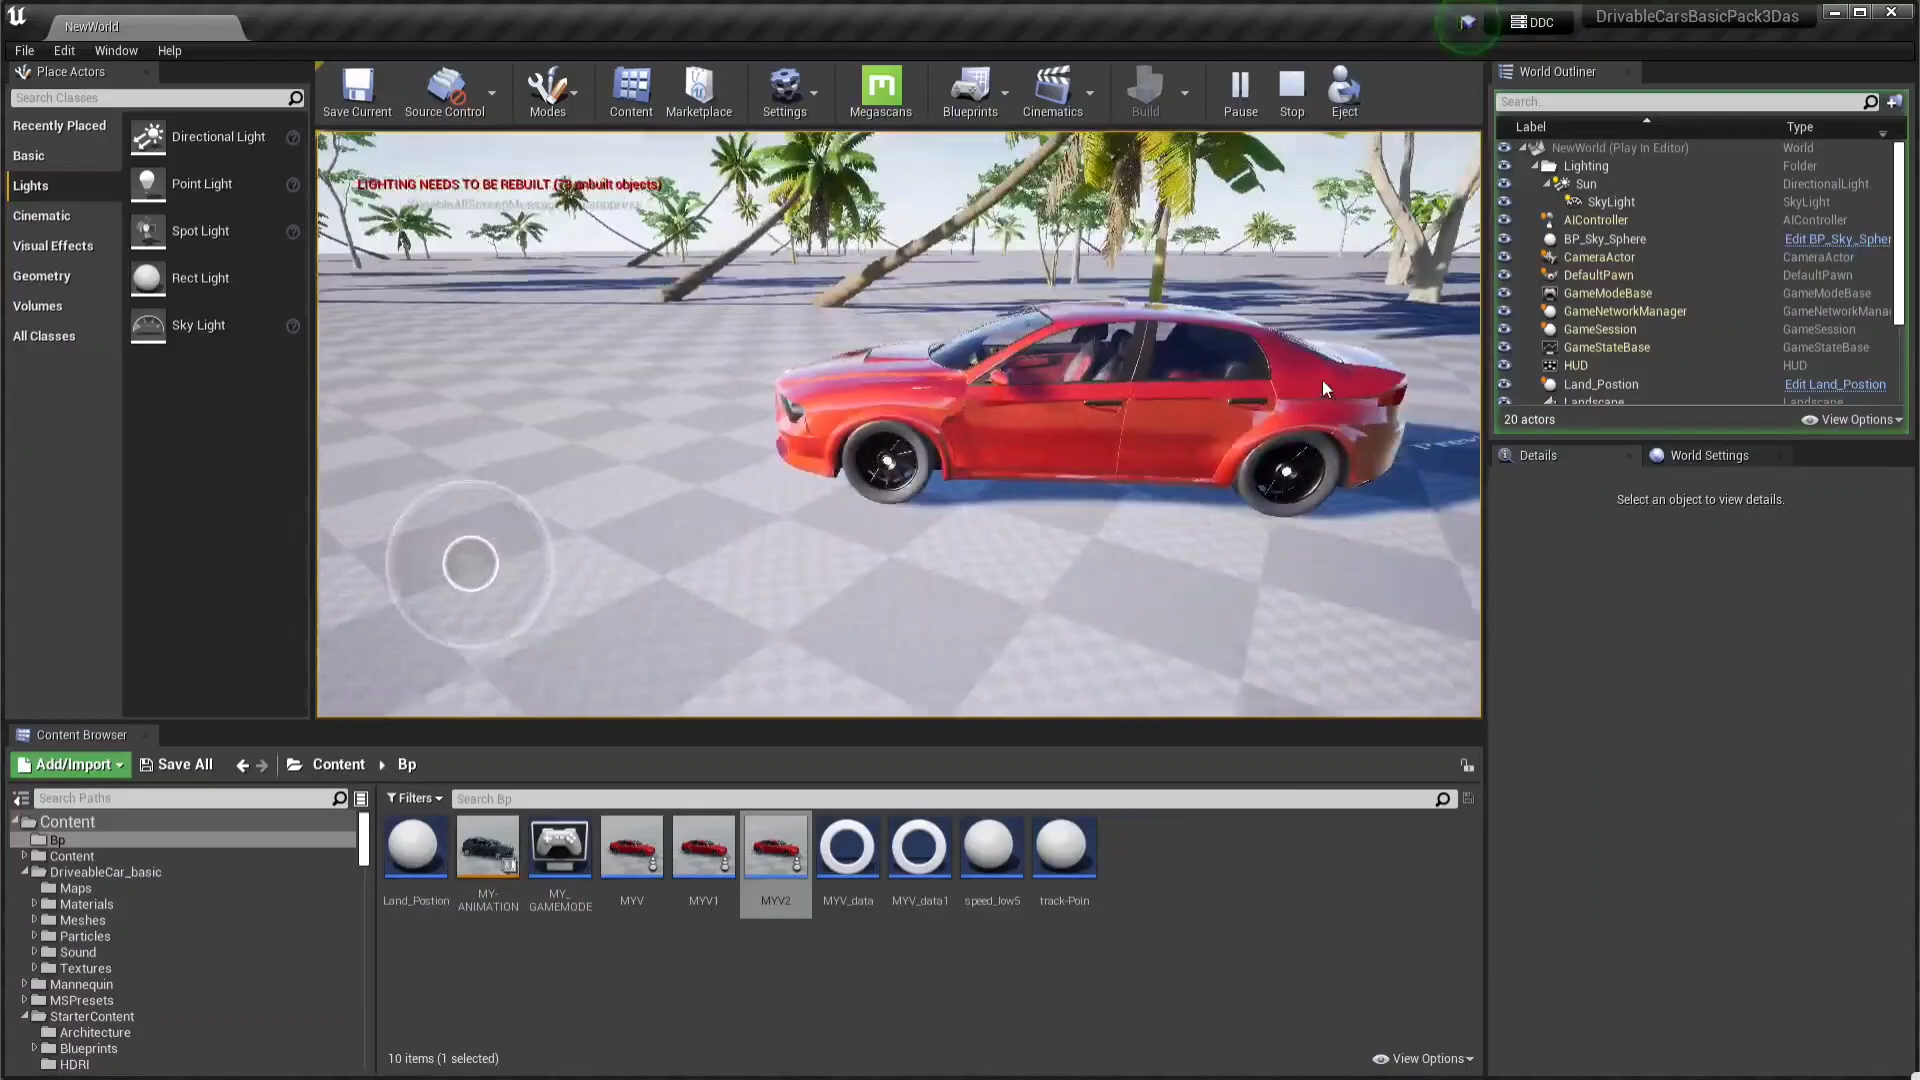 NewWorld
DDC
DrivableCarsBasicPack3Das
File Edit Window Help
Place Actors
Search Classes
Recently Placed
Basic
Lights
Cinematic
Visual Effects
Geometry
Volumes
All Classes
Directional Light
Point Light
Spot Light
Rect Light
Sky Light
Save Current
Source Control
Modes
Content
Marketplace
Settings
Megascans
Blueprints
Cinematics
Build
Pause
Stop
Eject
LIGHTING NEEDS TO BE REBUILT
World Outliner
Search...
Label Type
NewWorld (Play In Editor) World
Lighting Folder
Sun DirectionalLight
SkyLight SkyLight
AIController AIController
BP_Sky_Sphere Edit BP_Sky_Spher
CameraActor CameraActor
DefaultPawn DefaultPawn
GameModeBase GameModeBase
GameNetworkManager GameNetworkMana
GameSession GameSession
GameStateBase GameStateBase
HUD HUD
Land_Postion Edit Land_Postion
Landscape Landscape
20 actors View Options
Details World Settings
Select an object to view details.
Content Browser
Add/Import Save All Content Bp
Search Paths
Filters Search Bp
Content
Bp
Content
DriveableCar_basic
Maps
Materials
Meshes
Particles
Sound
Textures
Mannequin
MSPresets
StarterContent
Architecture
Blueprints
HDRI
Land_Postion
MY-
ANIMATION
MY_
GAMEMODE
MYV
MYV1
MYV2
MYV_data
MYV_data1
speed_low5
track-Poin
10 items (1 selected) View Options